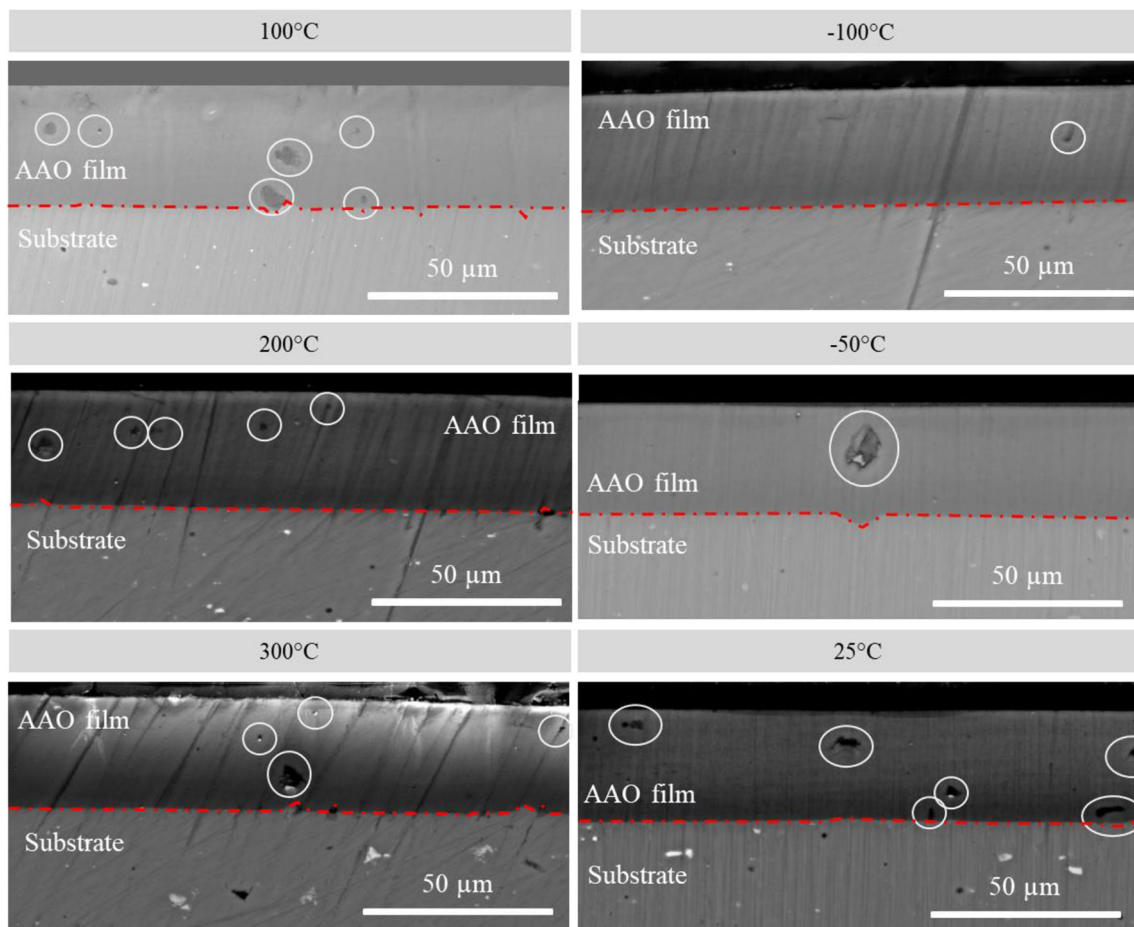 100°C
AAO film
Substrate
50 µm
-100°C
AAO film
Substrate
50 µm
200°C
AAO film
Substrate
50 µm
-50°C
AAO film
Substrate
50 µm
300°C
AAO film
Substrate
50 µm
25°C
AAO film
Substrate
50 µm